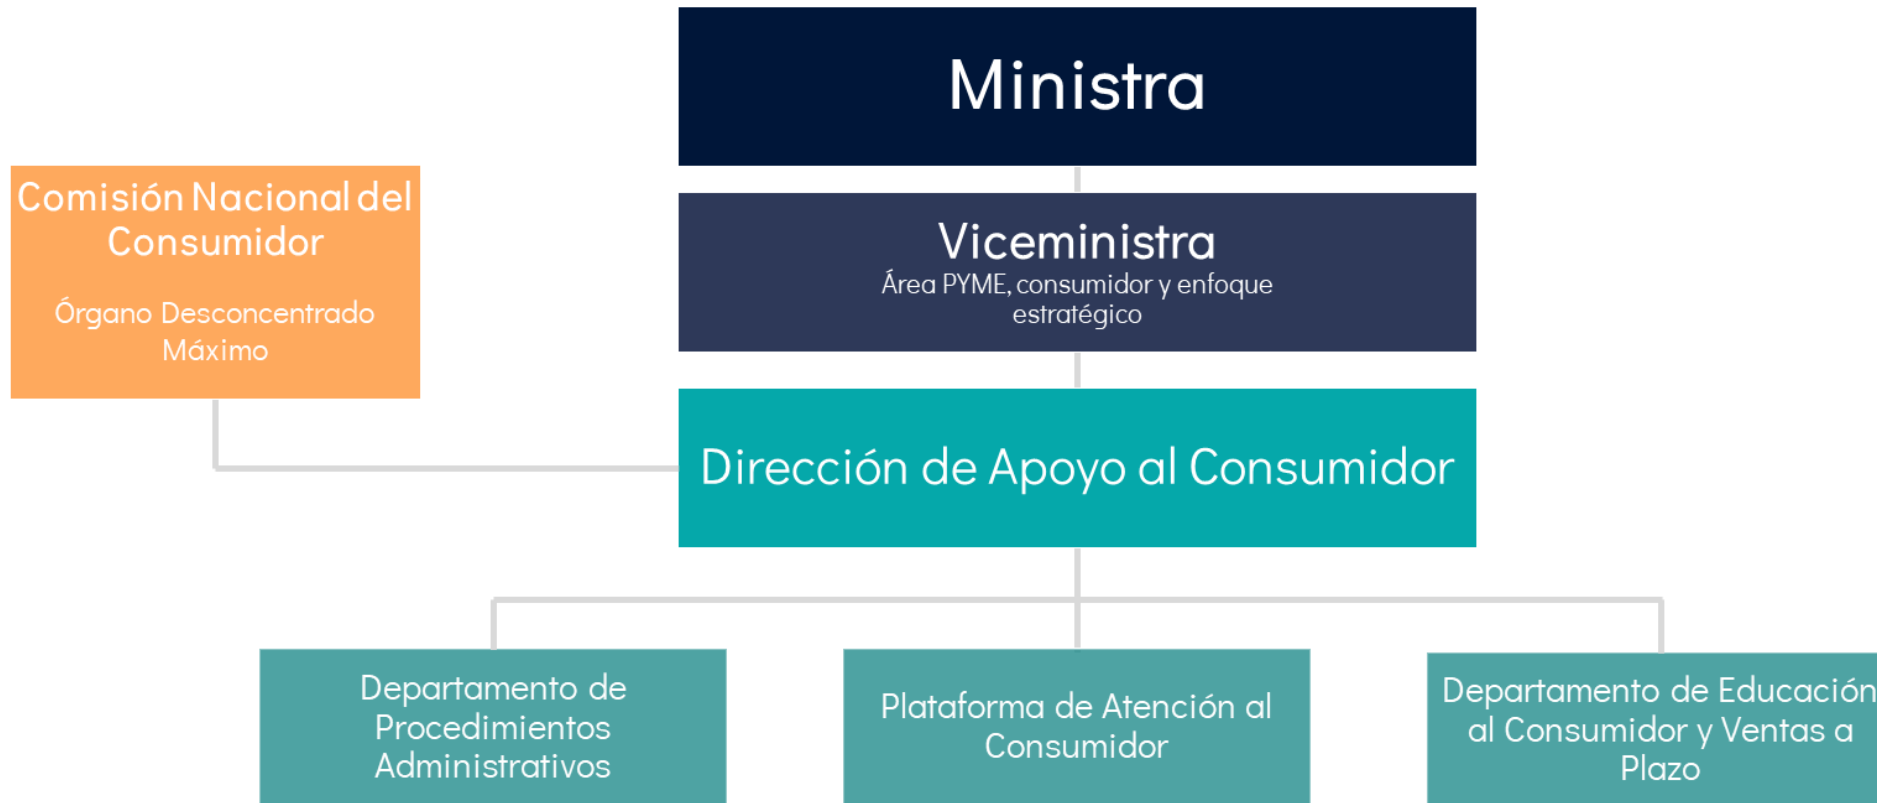 Ministra
Comisión Nacional del
Consumidor
Órgano Desconcentrado
Máximo
Viceministra
Área PYME, consumidor y enfoque
estratégico
Dirección de Apoyo al Consumidor
Departamento de
Procedimientos
Administrativos
Plataforma de Atención al
Consumidor
Departamento de Educación
al Consumidor y Ventas a
Plazo